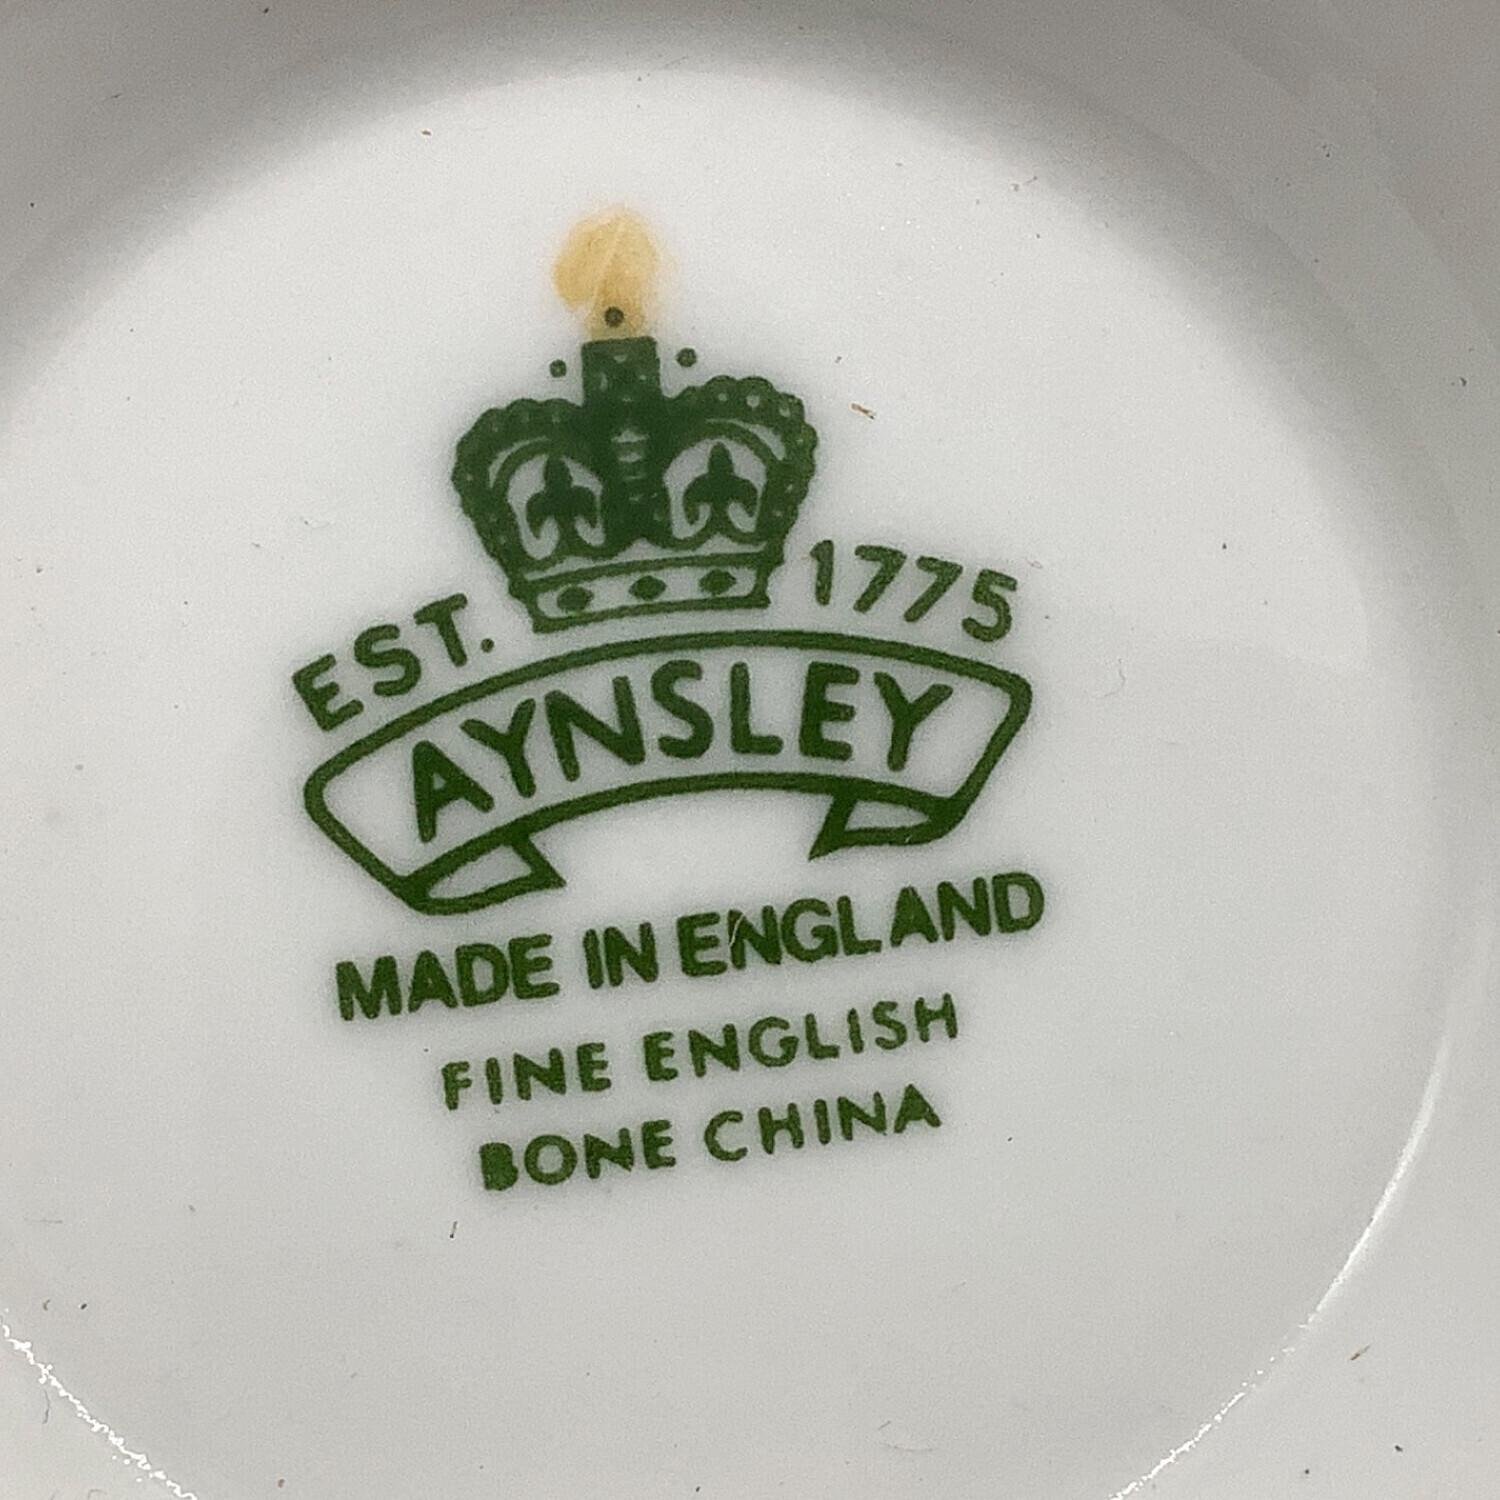 EST. 1775
AYNSLEY
MADE IN ENGLAND
FINE ENGLISH
BONE CHINA